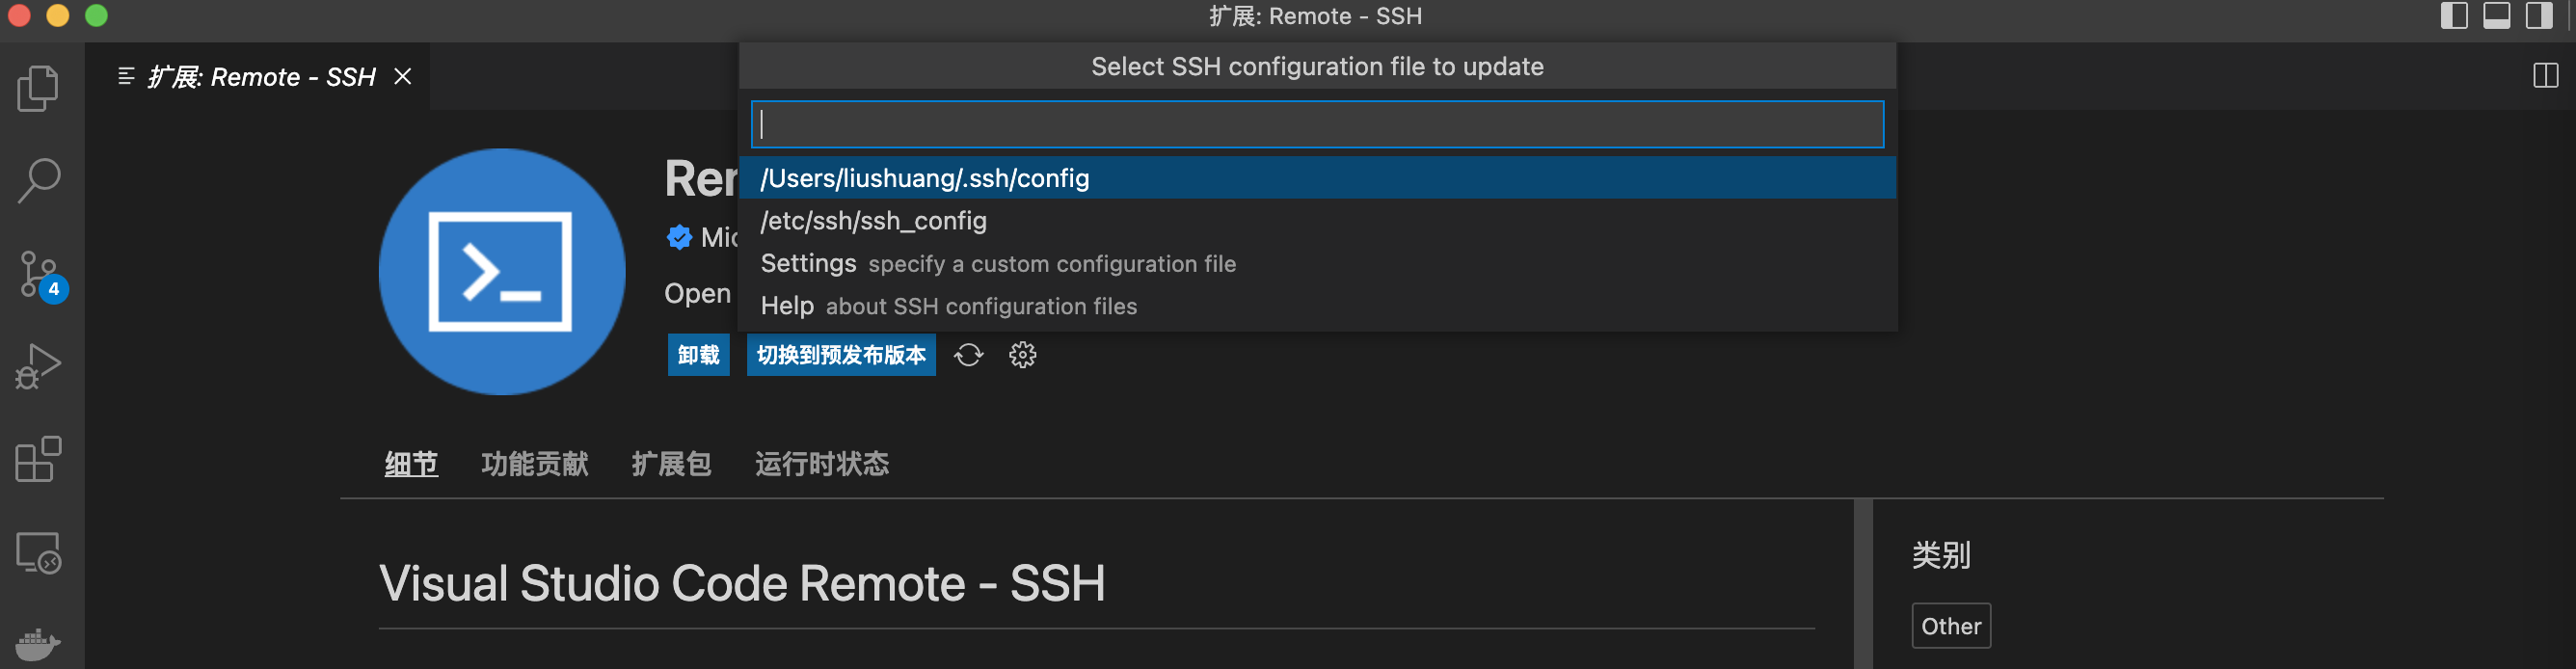 扩展: Remote - SSH
扩展: Remote - SSH
Select SSH configuration file to update
/Users/liushuang/.ssh/config
/etc/ssh/ssh_config
Settings specify a custom configuration file
Help about SSH configuration files
Open
卸载 切换到预发布版本
4
细节 功能贡献 扩展包 运行时状态
Visual Studio Code Remote - SSH
类别
Other